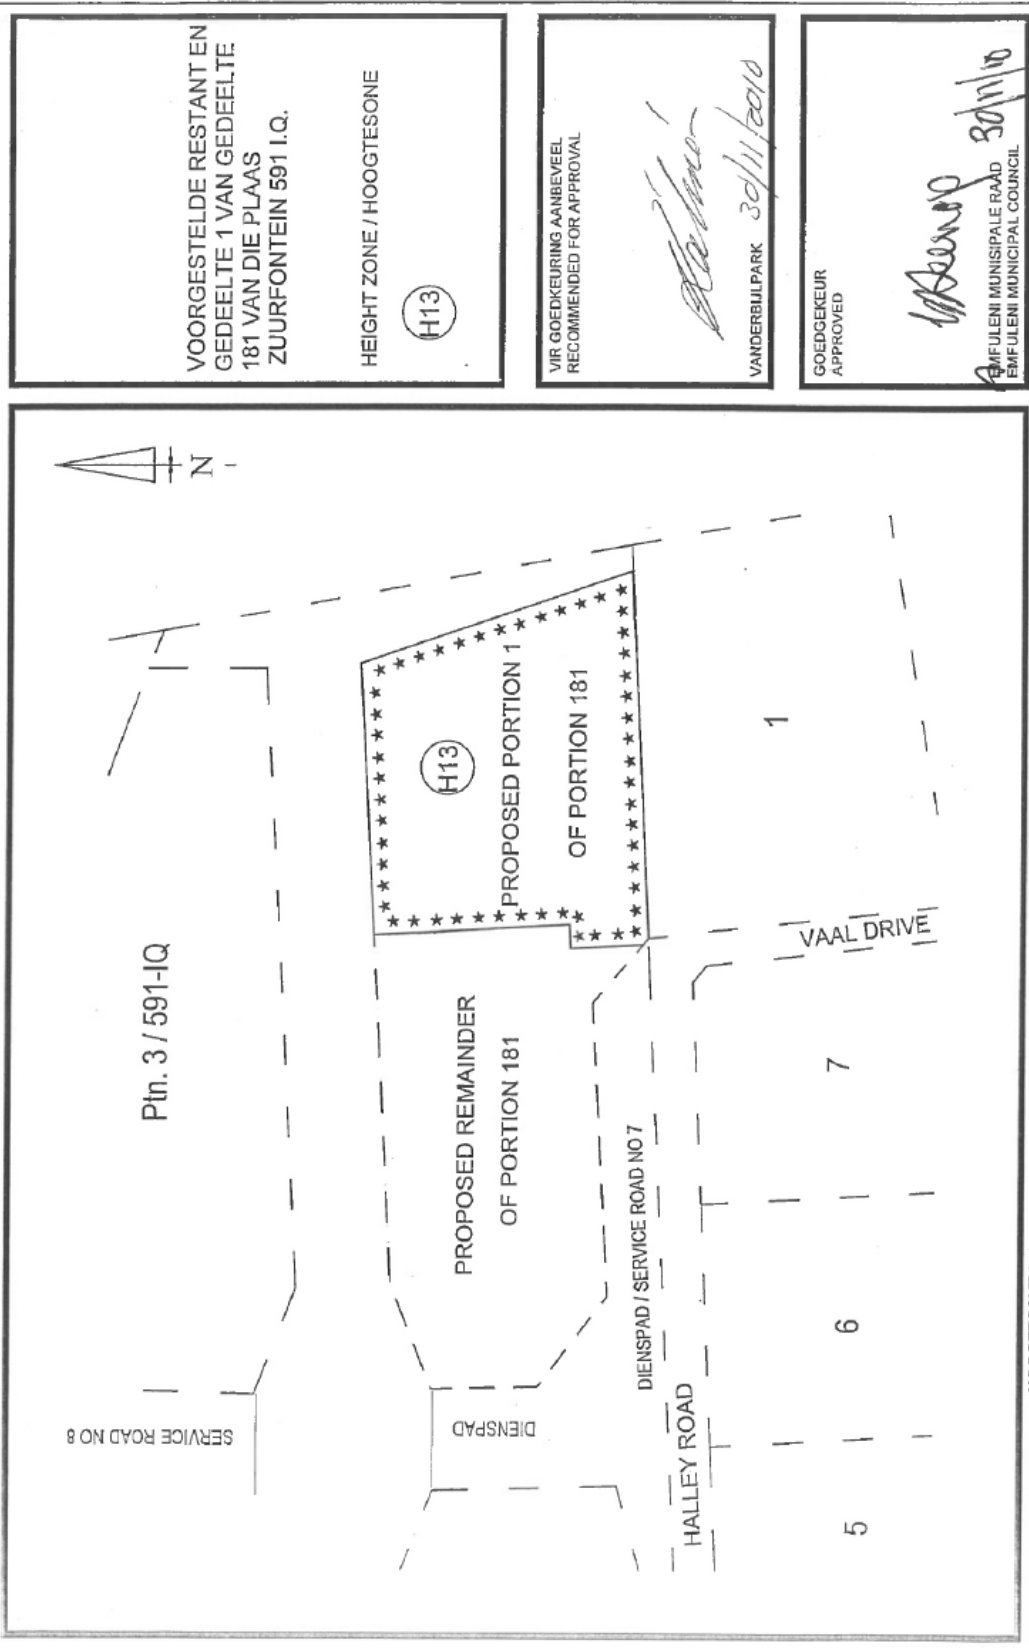 VOORGESTELDE RESTANT EN
GEDEELTE 1 VAN GEDEELTE
181 VAN DIE PLAAS
ZUURFONTEIN 591 I.Q.
HEIGHT ZONE / HOOGTESONE
H13
VIR GOEDKEURING AANBEVEEL
RECOMMENDED FOR APPROVAL
VANDERBIJLPARK 30/11/2010
GOEDGEKEUR
APPROVED
30/11/10
EMFULENI MUNISIPALE RAAD
EMFULENI MUNICIPAL COUNCIL
N
Ptn. 3 / 591-IQ
SERVICE ROAD NO 8
DIENSPAD
PROPOSED REMAINDER
OF PORTION 181
H13
PROPOSED PORTION 1
OF PORTION 181
DIENSPAD / SERVICE ROAD NO 7
HALLEY ROAD
VAAL DRIVE
5
6
7
1